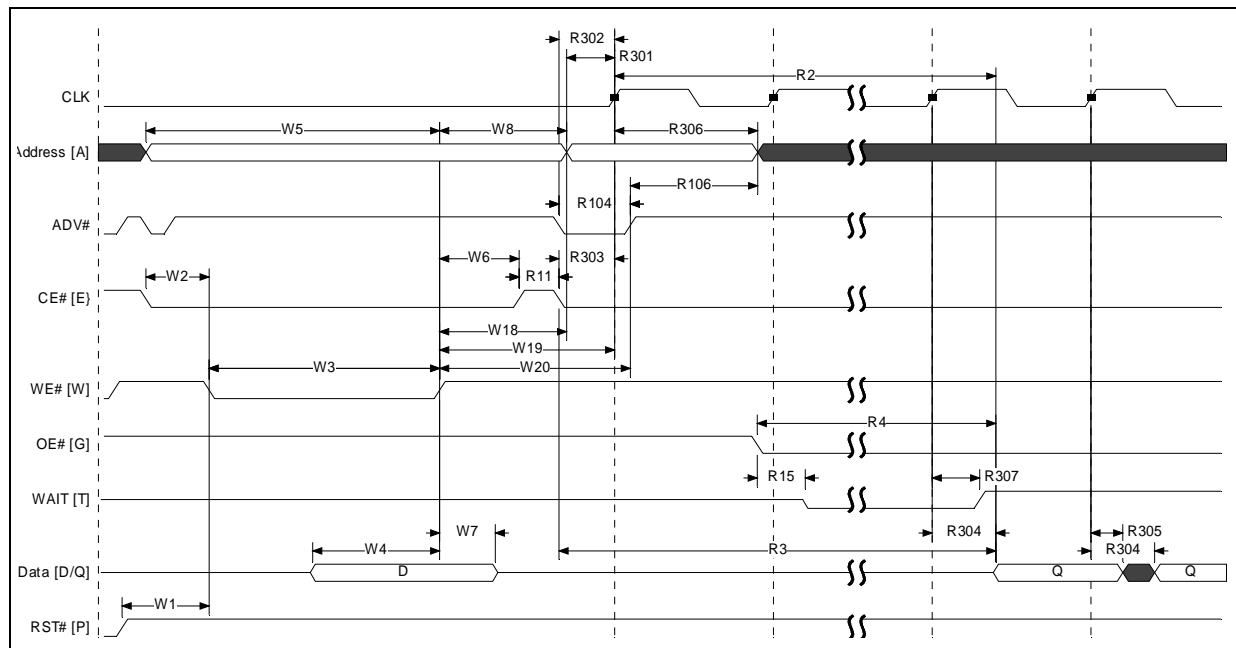 R302
R301
R2
CLK
W5
W8
R306
Address [A]
R106
R104
ADV#
W6
R303
R11
W2
CE# [E}
W18
W19
W3
W20
WE# [W]
R4
OE# [G]
R15
R307
WAIT [T]
W7
R304
R305
W4
R3
R304
Data [D/Q]
D
Q
Q
W1
RST# [P]